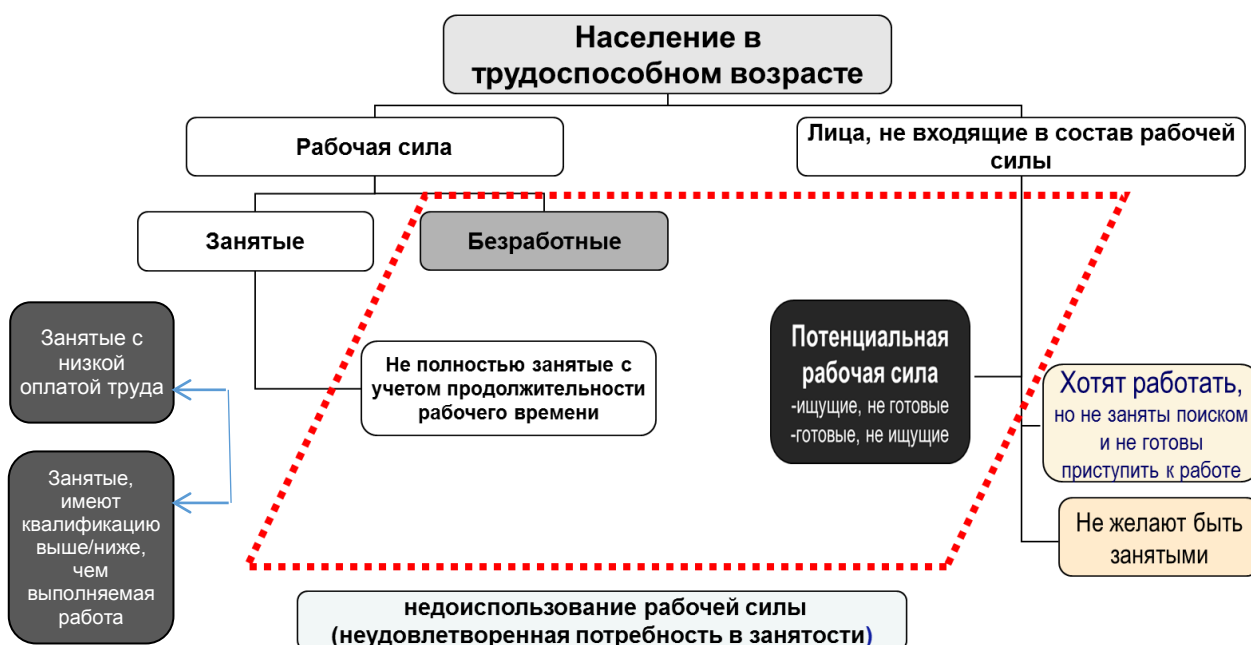 Население в
трудоспособном возрасте
Рабочая сила
Лица, не входящие в состав рабочей
силы
Занятые
Безработные
Занятые с
низкой
оплатой труда
Не полностью занятые с
учетом продолжительности
рабочего времени
Потенциальная
рабочая сила
-ищущие, не готовые
-готовые, не ищущие
Хотят работать,
но не заняты поиском
и не готовы
приступить к работе
Занятые,
имеют
квалификацию
выше/ниже,
чем
выполняемая
работа
Не желают быть
занятыми
недоиспользование рабочей силы
(неудовлетворенная потребность в занятости)